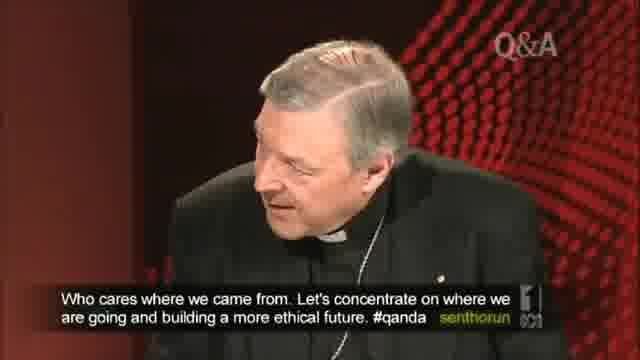 Q&A
Who cares where we came from. Let's concentrate on where we
are going and building a more ethical future. #qanda senthorun